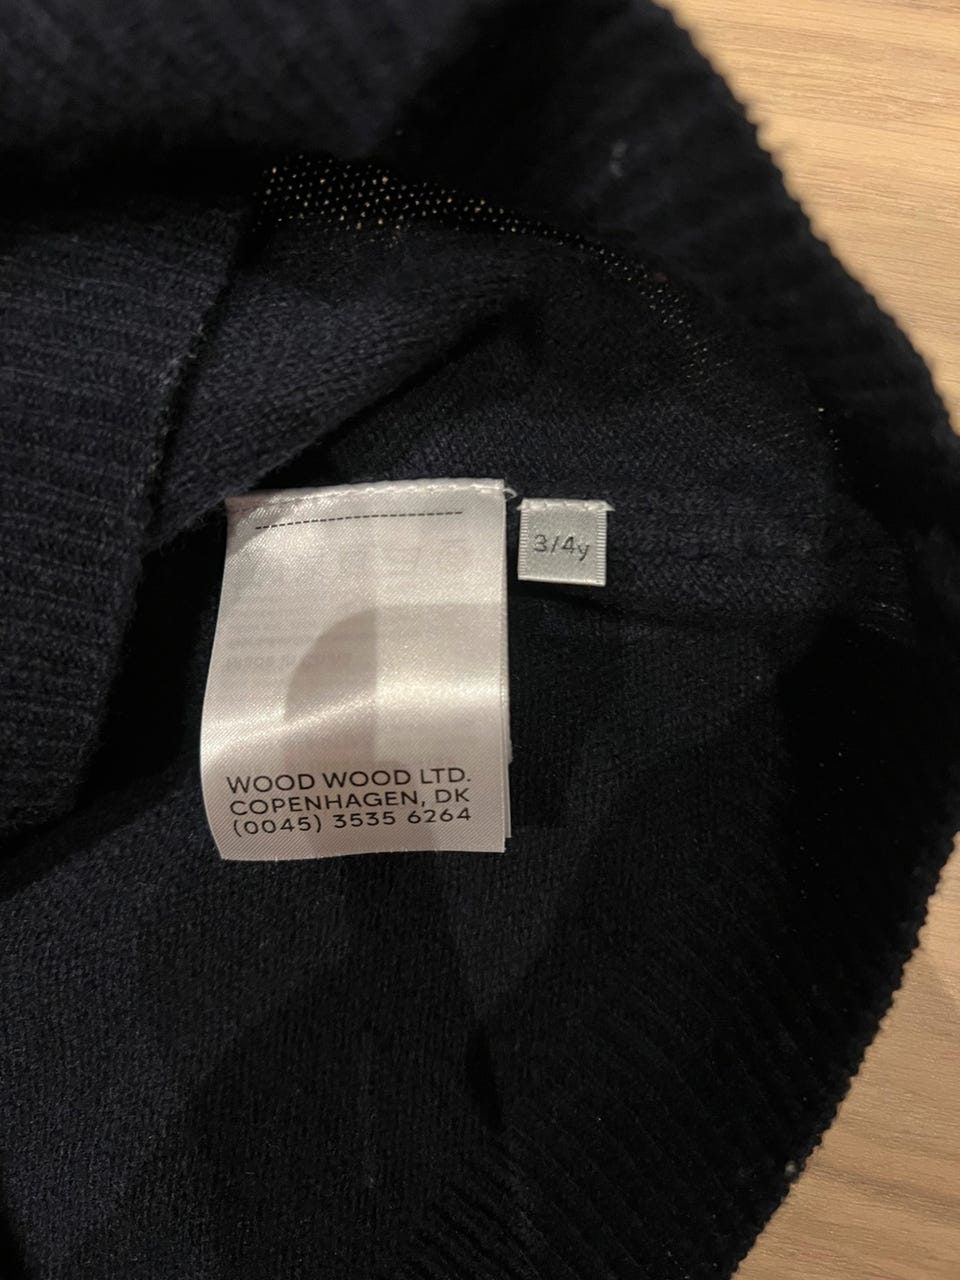 3/4y
WOOD WOOD LTD.
COPENHAGEN, DK
(0045) 3535 6264